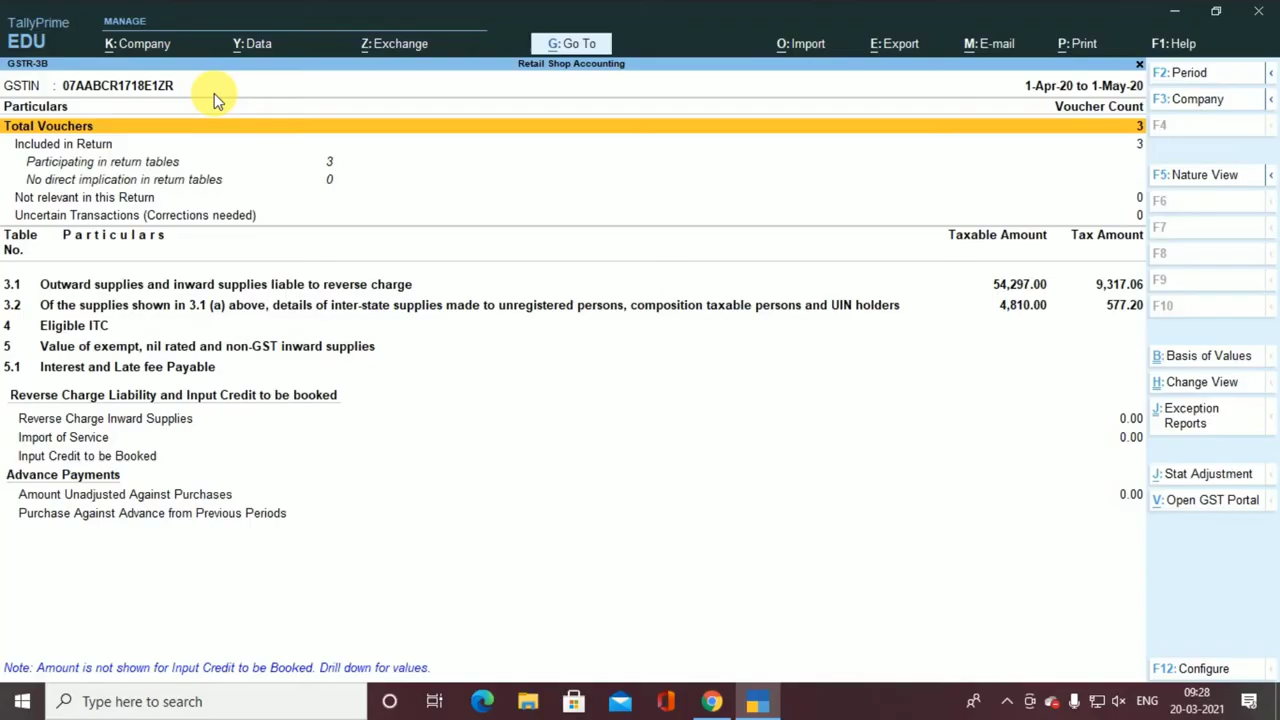 TallyPrime
EDU
MANAGE
K: Company
Y: Data
Z: Exchange
G: Go To
O: Import
E: Export
M: E-mail
P: Print
F1: Help
GSTR-3B
Retail Shop Accounting
×
GSTIN : 07AABCR1718E1ZR
1-Apr-20 to 1-May-20
Particulars
Voucher Count
Total Vouchers 3
Included in Return 3
Participating in return tables 3
No direct implication in return tables 0
Not relevant in this Return 0
Uncertain Transactions (Corrections needed) 0
Table No.
Particulars
Taxable Amount
Tax Amount
3.1 Outward supplies and inward supplies liable to reverse charge 54,297.00 9,317.06
3.2 Of the supplies shown in 3.1 (a) above, details of inter-state supplies made to unregistered persons, composition taxable persons and UIN holders 4,810.00 577.20
4 Eligible ITC
5 Value of exempt, nil rated and non-GST inward supplies
5.1 Interest and Late fee Payable
Reverse Charge Liability and Input Credit to be booked
Reverse Charge Inward Supplies 0.00
Import of Service 0.00
Input Credit to be Booked
Advance Payments
Amount Unadjusted Against Purchases 0.00
Purchase Against Advance from Previous Periods
Note: Amount is not shown for Input Credit to be Booked. Drill down for values.
F2: Period
F3: Company
F4
F5: Nature View
F6
F7
F8
F9
F10
B: Basis of Values
H: Change View
J: Exception Reports
J: Stat Adjustment
V: Open GST Portal
F12: Configure
Type here to search
ENG
09:28
20-03-2021